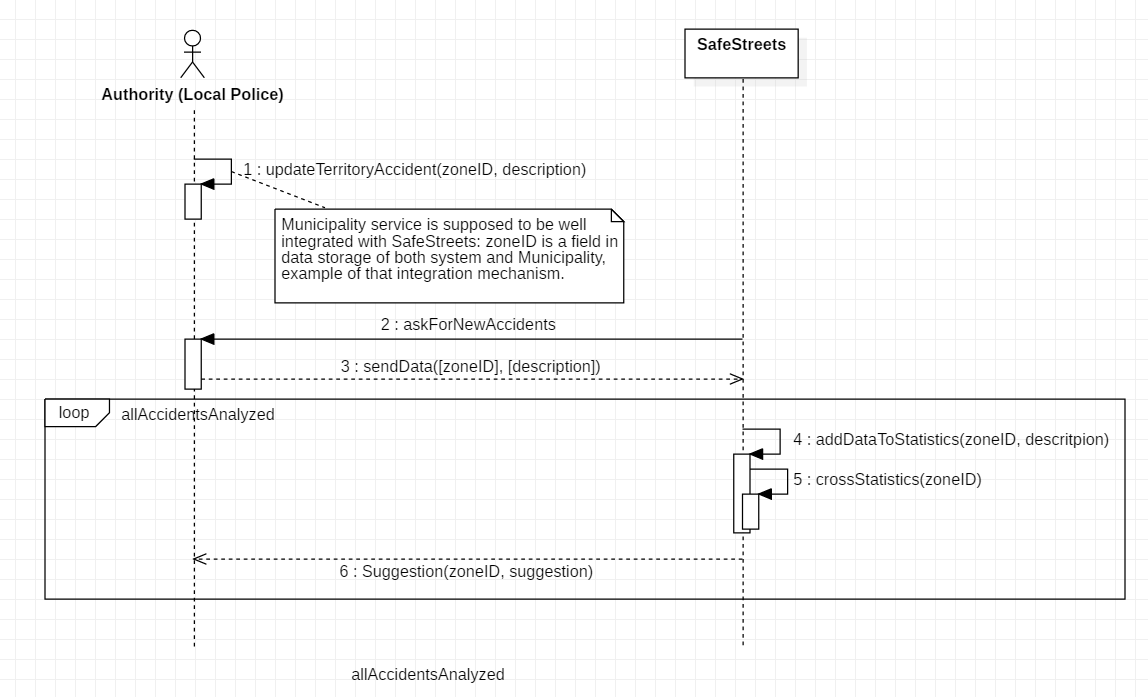 SafeStreets
Authority (Local Police)
1 : updateTerritoryAccident(zoneID, description)
Municipality service is supposed to be well
integrated with SafeStreets: zoneID is a field in
data storage of both system and Municipality,
example of that integration mechanism.
2 : askForNewAccidents
3 : sendData([zoneID], [description])
loop
allAccidentsAnalyzed
4 : addDataToStatistics(zoneID, descritpion)
5 : crossStatistics(zoneID)
6 : Suggestion(zoneID, suggestion)
allAccidentsAnalyzed